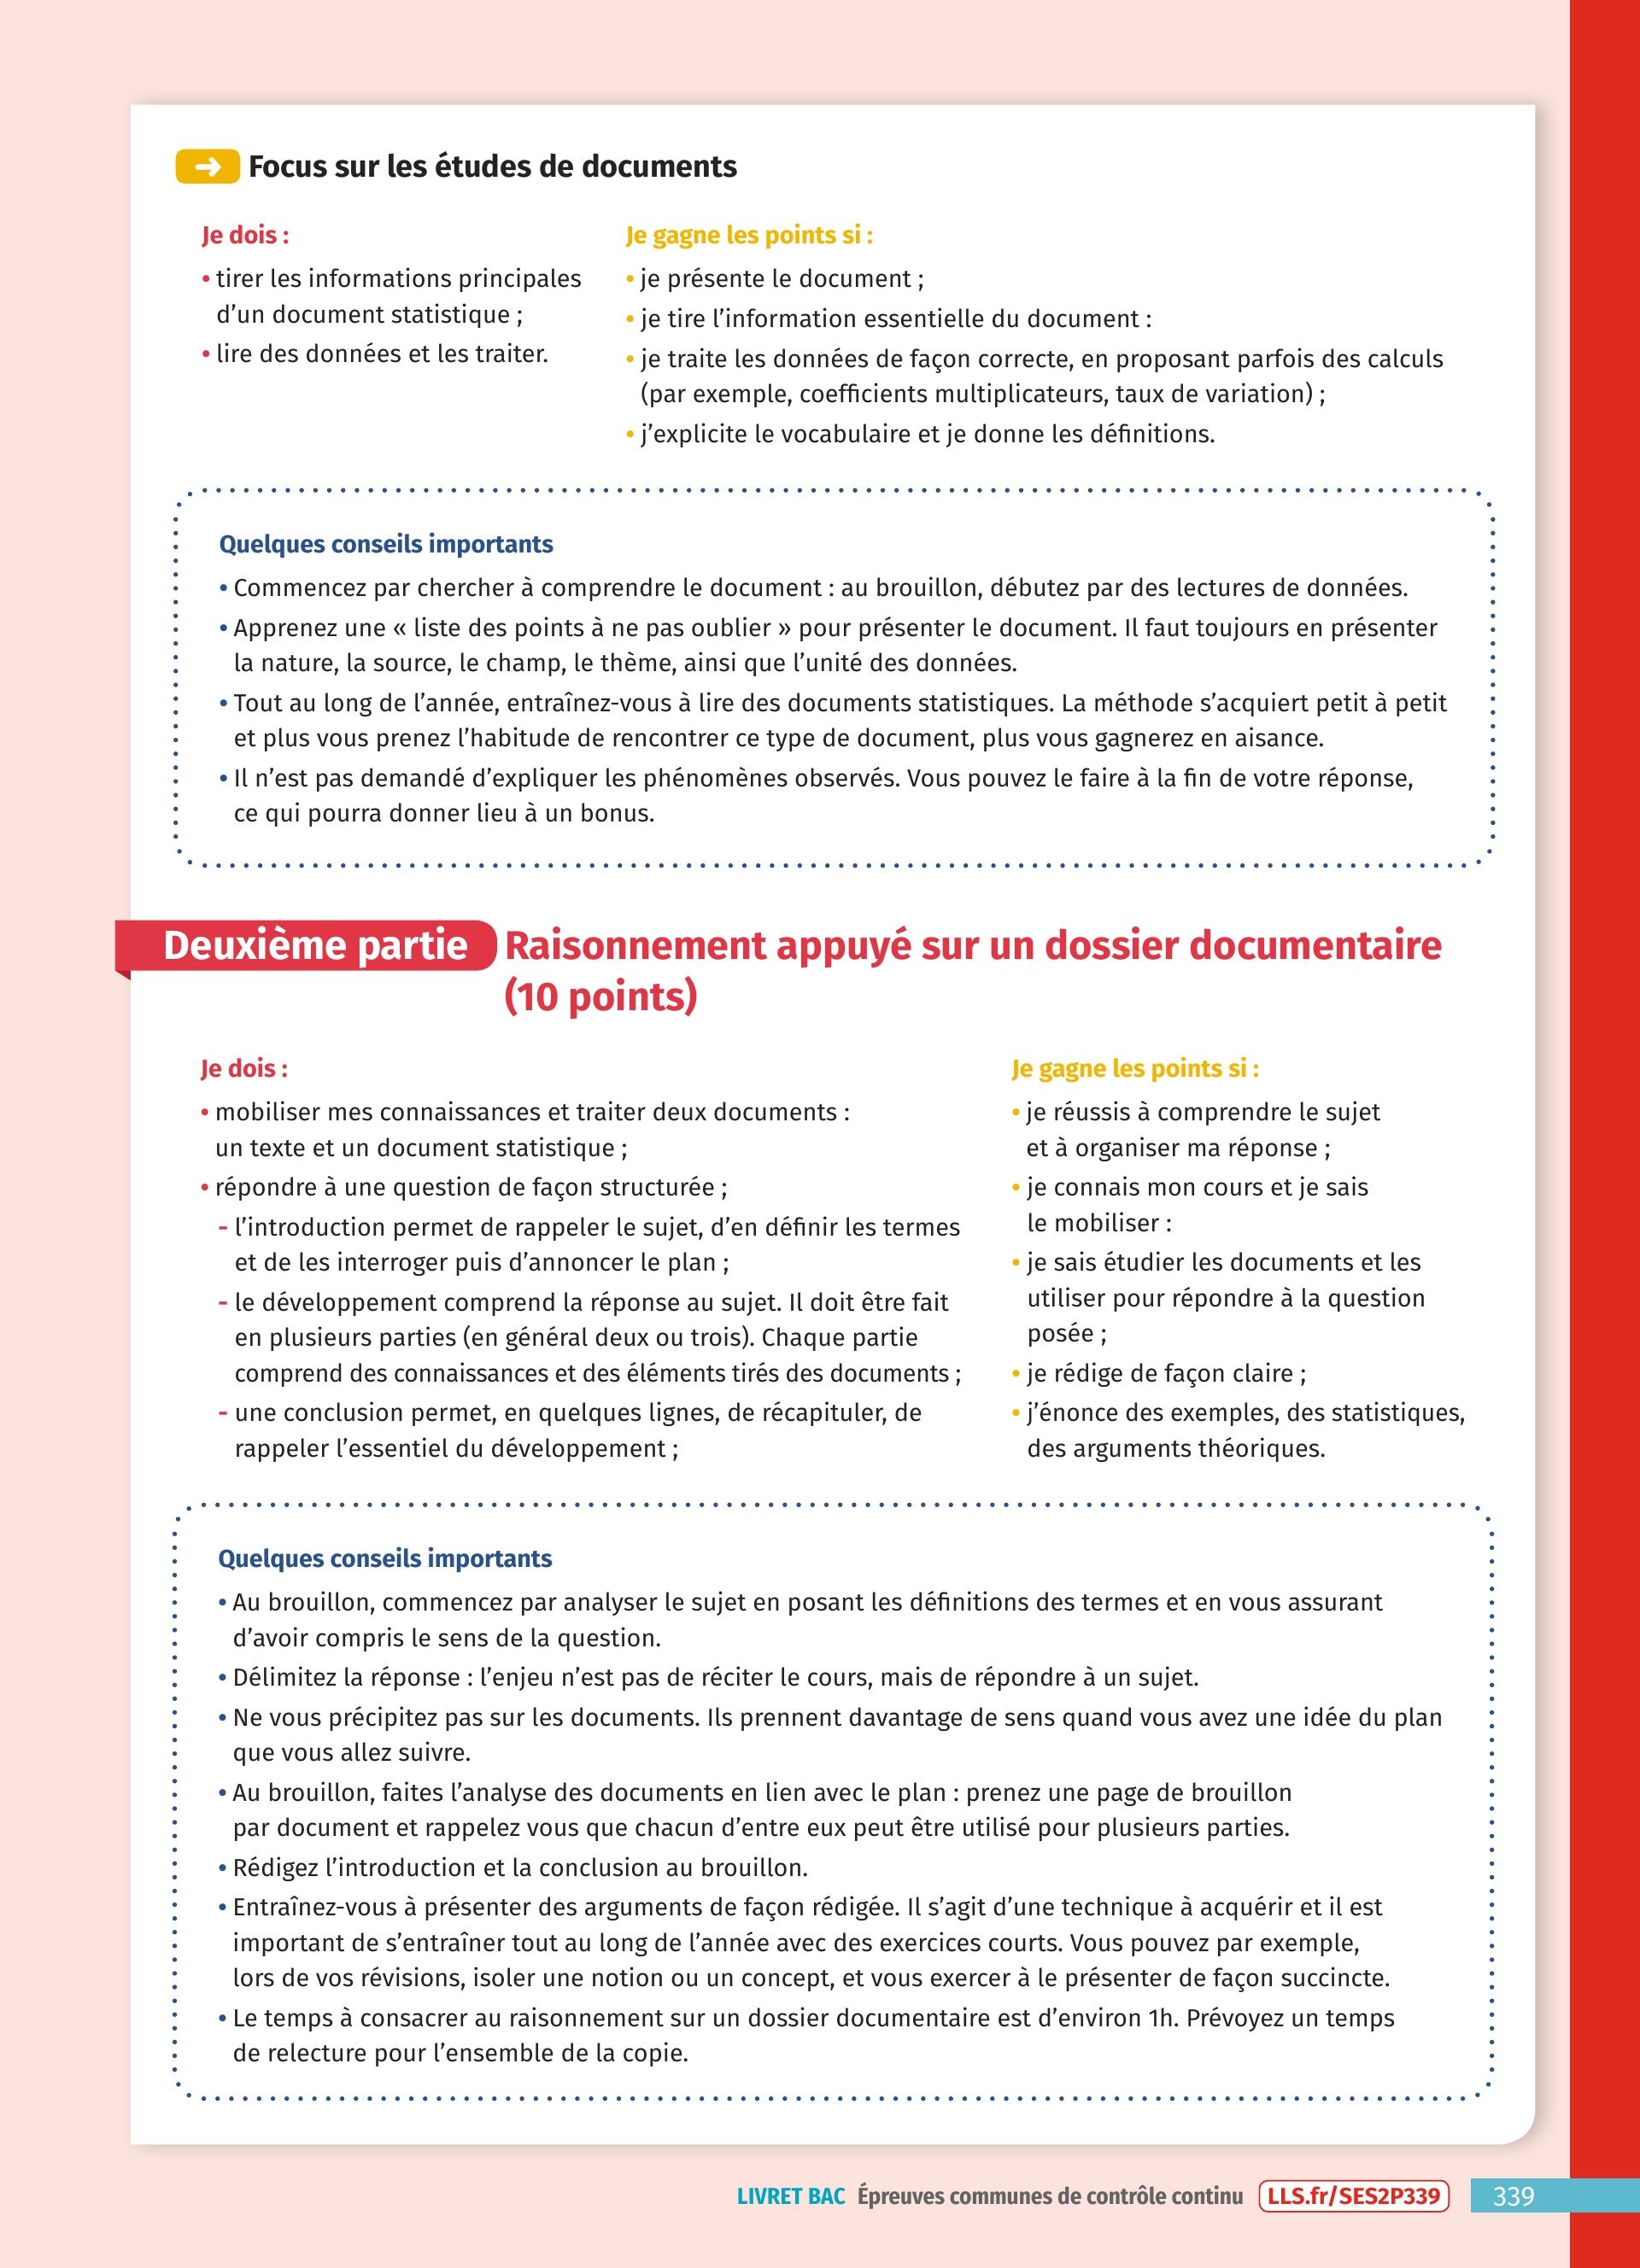 Focus sur les études de documents
Je dois :
• tirer les informations principales
d'un document statistique ;
• lire des données et les traiter.
Je gagne les points si :
• je présente le document ;
• je tire l'information essentielle du document :
• je traite les données de façon correcte, en proposant parfois des calculs
(par exemple, coefficients multiplicateurs, taux de variation) ;
• j'explicite le vocabulaire et je donne les définitions.
Quelques conseils importants
• Commencez par chercher à comprendre le document : au brouillon, débutez par des lectures de données.
• Apprenez une « liste des points à ne pas oublier » pour présenter le document. Il faut toujours en présenter
la nature, la source, le champ, le thème, ainsi que l'unité des données.
• Tout au long de l'année, entraînez-vous à lire des documents statistiques. La méthode s'acquiert petit à petit
et plus vous prenez l'habitude de rencontrer ce type de document, plus vous gagnerez en aisance.
• Il n'est pas demandé d'expliquer les phénomènes observés. Vous pouvez le faire à la fin de votre réponse,
ce qui pourra donner lieu à un bonus.
Deuxième partie Raisonnement appuyé sur un dossier documentaire
(10 points)
Je dois :
• mobiliser mes connaissances et traiter deux documents :
un texte et un document statistique ;
• répondre à une question de façon structurée ;
- l'introduction permet de rappeler le sujet, d'en définir les termes
et de les interroger puis d'annoncer le plan ;
- le développement comprend la réponse au sujet. Il doit être fait
en plusieurs parties (en général deux ou trois). Chaque partie
comprend des connaissances et des éléments tirés des documents ;
- une conclusion permet, en quelques lignes, de récapituler, de
rappeler l'essentiel du développement ;
Je gagne les points si :
• je réussis à comprendre le sujet
et à organiser ma réponse ;
• je connais mon cours et je sais
le mobiliser :
• je sais étudier les documents et les
utiliser pour répondre à la question
posée ;
• je rédige de façon claire ;
• j'énonce des exemples, des statistiques,
des arguments théoriques.
Quelques conseils importants
• Au brouillon, commencez par analyser le sujet en posant les définitions des termes et en vous assurant
d'avoir compris le sens de la question.
• Délimitez la réponse : l'enjeu n'est pas de réciter le cours, mais de répondre à un sujet.
• Ne vous précipitez pas sur les documents. Ils prennent davantage de sens quand vous avez une idée du plan
que vous allez suivre.
• Au brouillon, faites l'analyse des documents en lien avec le plan : prenez une page de brouillon
par document et rappelez vous que chacun d'entre eux peut être utilisé pour plusieurs parties.
• Rédigez l'introduction et la conclusion au brouillon.
• Entraînez-vous à présenter des arguments de façon rédigée. Il s'agit d'une technique à acquérir et il est
important de s'entraîner tout au long de l'année avec des exercices courts. Vous pouvez par exemple,
lors de vos révisions, isoler une notion ou un concept, et vous exercer à le présenter de façon succincte.
• Le temps à consacrer au raisonnement sur un dossier documentaire est d'environ 1h. Prévoyez un temps
de relecture pour l'ensemble de la copie.
LIVRET BAC Épreuves communes de contrôle continu LLS.fr/SES2P339 339